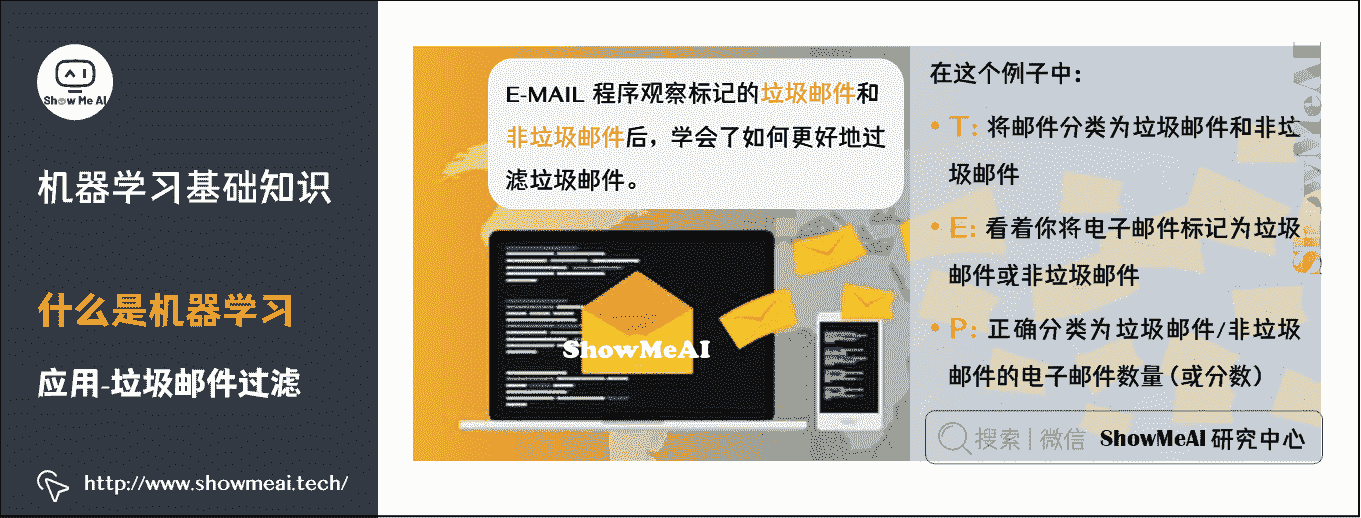 Show Me AI
机器学习基础知识
什么是机器学习
应用-垃圾邮件过滤
http://www.showmeai.tech/
E-MAIL 程序观察标记的垃圾邮件和
非垃圾邮件后，学会了如何更好地过
滤垃圾邮件。
ShowMeAI
在这个例子中：
• T: 将邮件分类为垃圾邮件和非垃
圾邮件
• E: 看着你将电子邮件标记为垃圾
邮件或非垃圾邮件
• P: 正确分类为垃圾邮件/非垃圾
邮件的电子邮件数量（或分数）
ShowMeAI
搜索 | 微信 ShowMeAI 研究中心